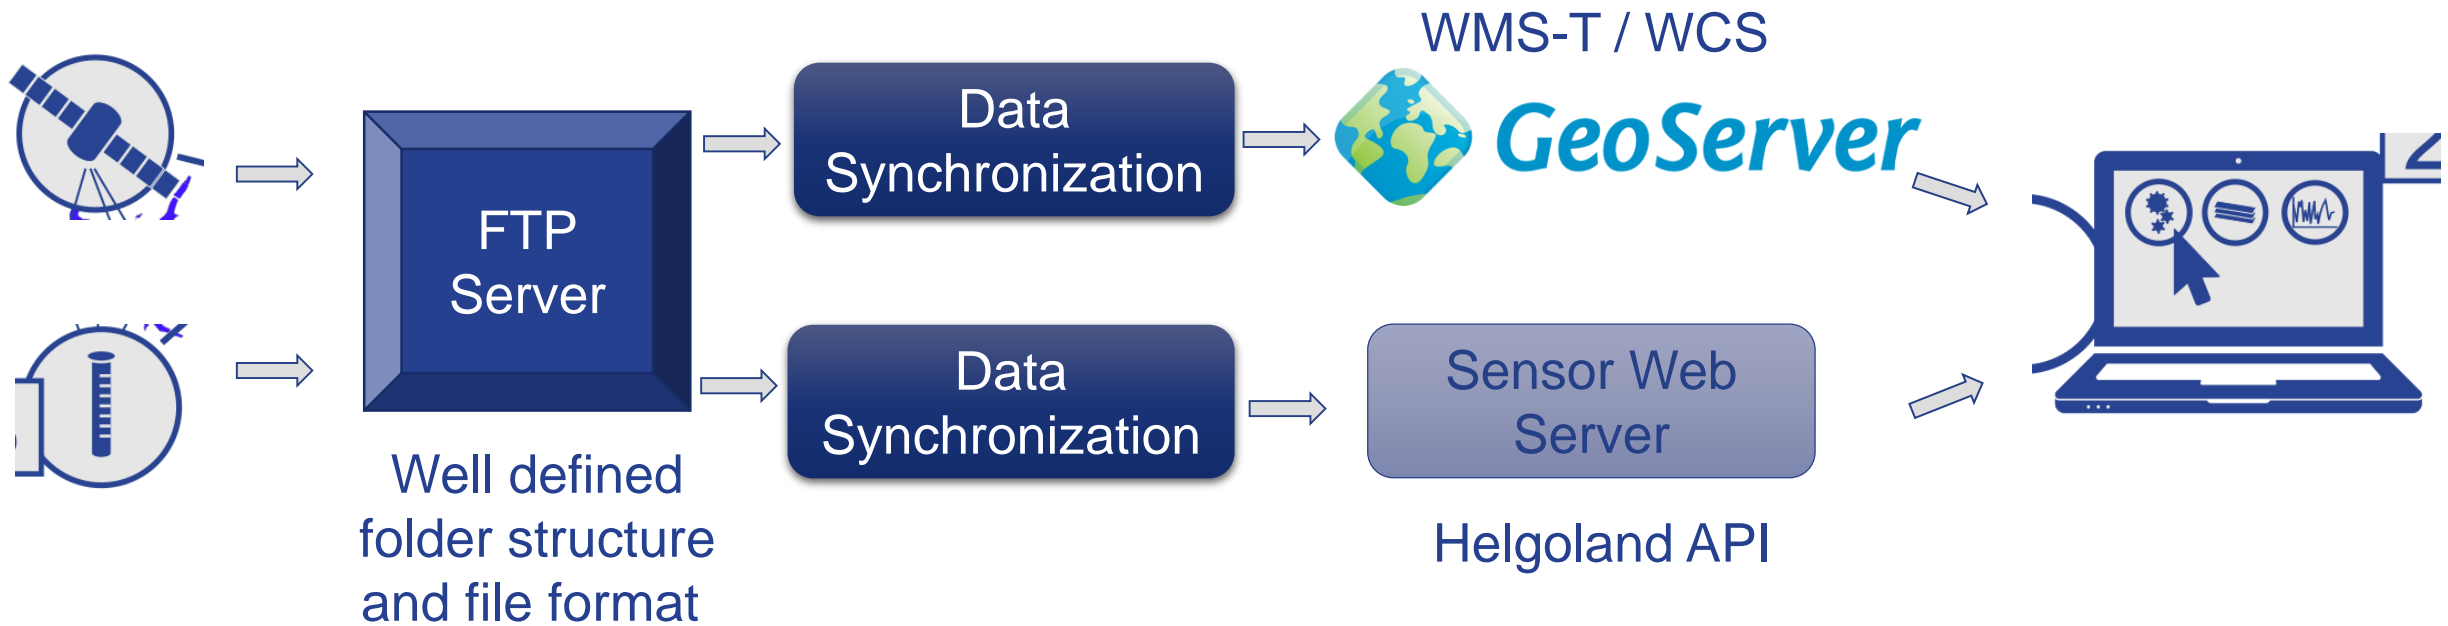 WMS-T / WCS
Data
Synchronization
GeoServer
FTP
Server
Data
Synchronization
Sensor Web
Server
Well defined
folder structure
and file format
Helgoland API